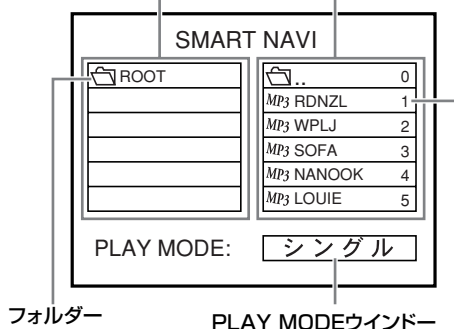 SMART NAVI
ROOT
.. 0
MP3 RDNZL 1
MP3 WPLJ 2
MP3 SOFA 3
MP3 NANOOK 4
MP3 LOUIE 5
PLAY MODE: シングル
フォルダー
PLAY MODEウインドー